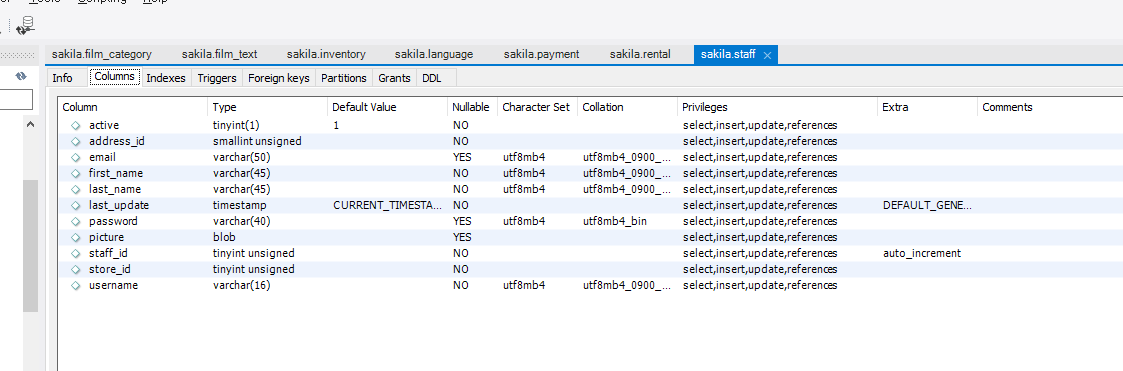 Tools Scripting Help
sakila.film_category sakila.film_text sakila.inventory sakila.language sakila.payment sakila.rental sakila.staff
Info Columns Indexes Triggers Foreign keys Partitions Grants DDL
Column Type Default Value Nullable Character Set Collation Privileges Extra Comments
active tinyint(1) 1 NO select,insert,update,references
address_id smallint unsigned NO select,insert,update,references
email varchar(50) YES utf8mb4 utf8mb4_0900_... select,insert,update,references
first_name varchar(45) NO utf8mb4 utf8mb4_0900_... select,insert,update,references
last_name varchar(45) NO utf8mb4 utf8mb4_0900_... select,insert,update,references
last_update timestamp CURRENT_TIMESTA... NO select,insert,update,references DEFAULT_GENE...
password varchar(40) YES utf8mb4 utf8mb4_bin select,insert,update,references
picture blob YES select,insert,update,references
staff_id tinyint unsigned NO select,insert,update,references auto_increment
store_id tinyint unsigned NO select,insert,update,references
username varchar(16) NO utf8mb4 utf8mb4_0900_... select,insert,update,references